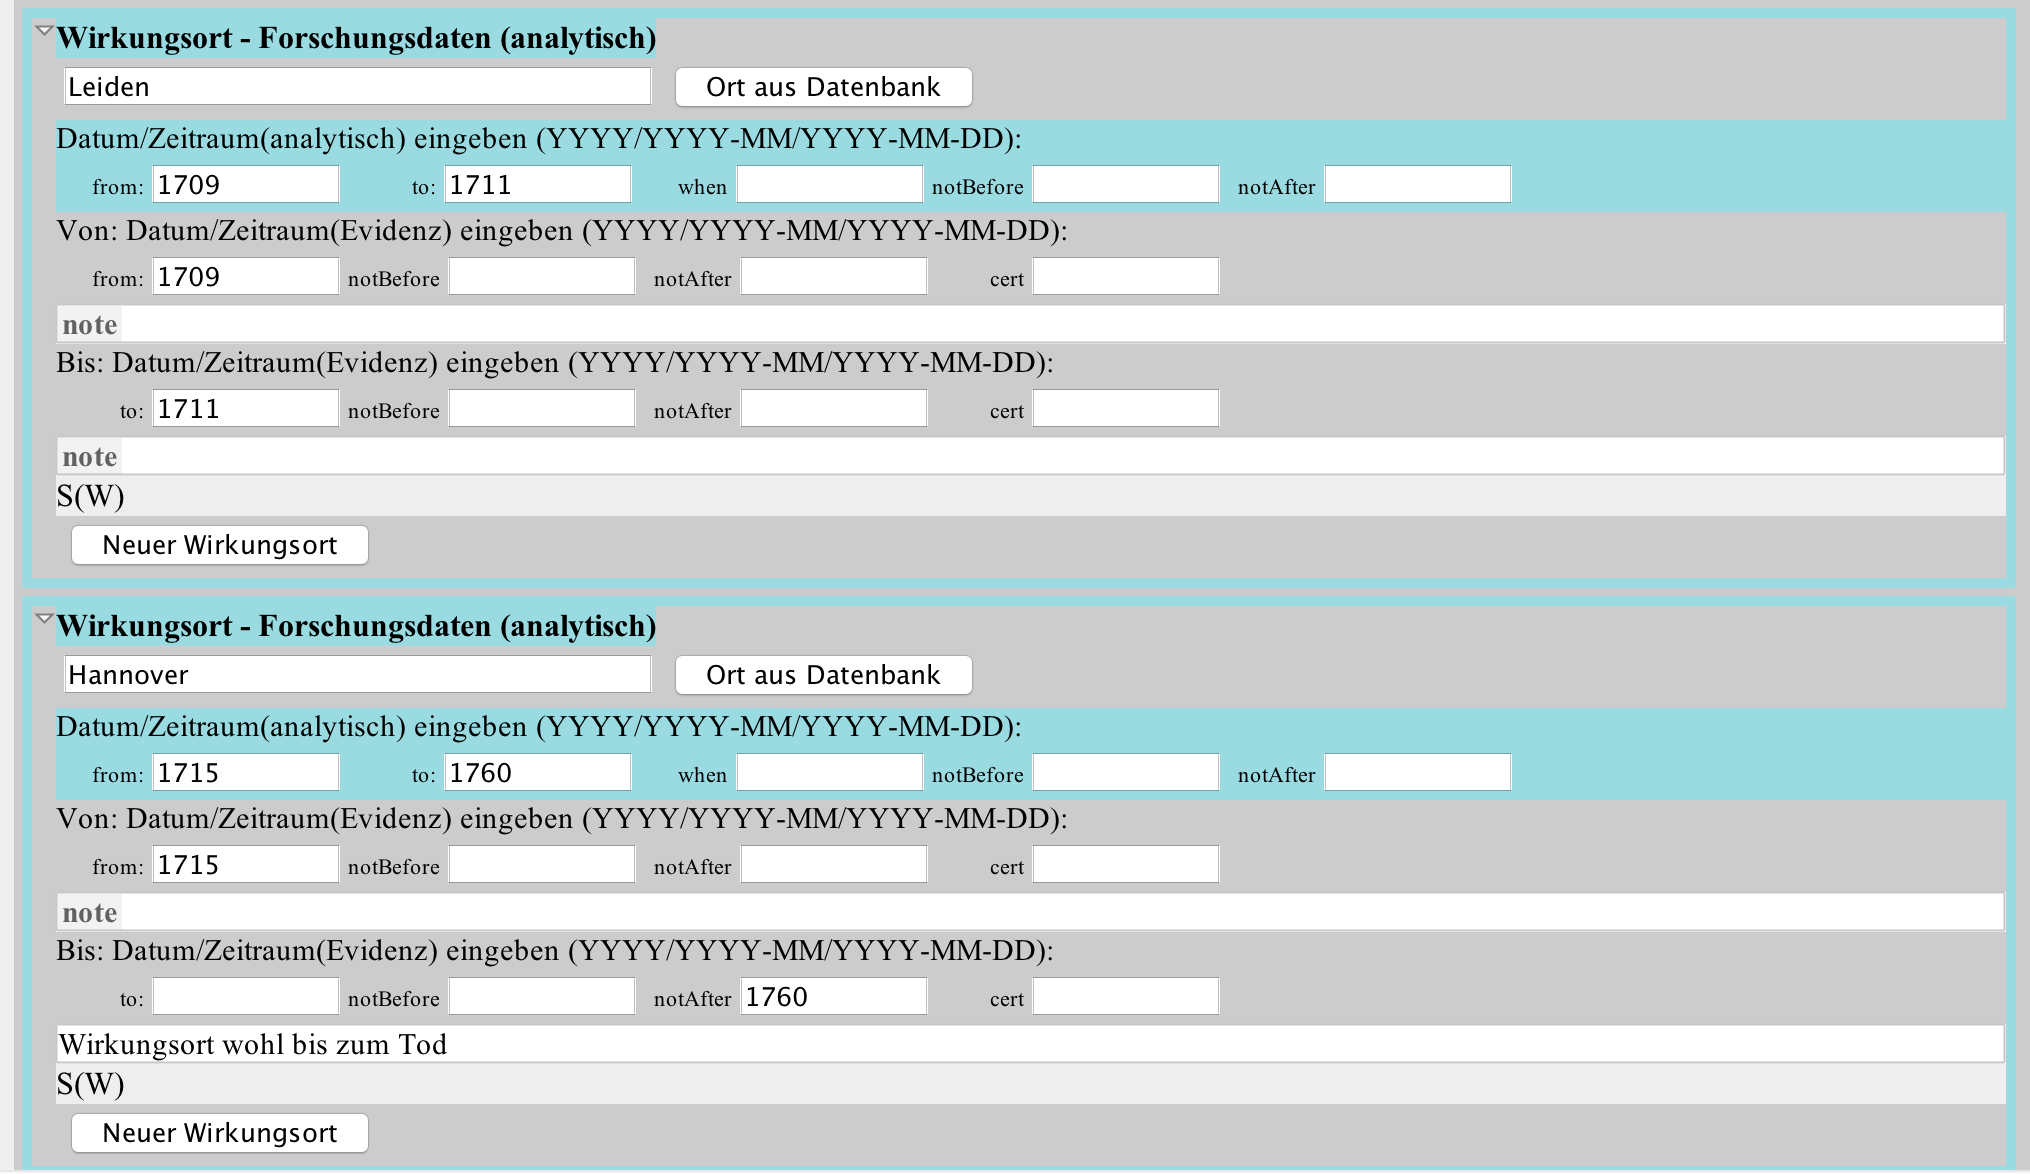 Wirkungsort - Forschungsdaten (analytisch)
Leiden Ort aus Datenbank
Datum/Zeitraum(analytisch) eingeben (YYYY/YYYY-MM/YYYY-MM-DD):
from: 1709 to: 1711 when notBefore notAfter
Von: Datum/Zeitraum(Evidenz) eingeben (YYYY/YYYY-MM/YYYY-MM-DD):
from: 1709 notBefore notAfter cert
note
Bis: Datum/Zeitraum(Evidenz) eingeben (YYYY/YYYY-MM/YYYY-MM-DD):
to: 1711 notBefore notAfter cert
note
S(W)
Neuer Wirkungsort
Wirkungsort - Forschungsdaten (analytisch)
Hannover Ort aus Datenbank
Datum/Zeitraum(analytisch) eingeben (YYYY/YYYY-MM/YYYY-MM-DD):
from: 1715 to: 1760 when notBefore notAfter
Von: Datum/Zeitraum(Evidenz) eingeben (YYYY/YYYY-MM/YYYY-MM-DD):
from: 1715 notBefore notAfter cert
note
Bis: Datum/Zeitraum(Evidenz) eingeben (YYYY/YYYY-MM/YYYY-MM-DD):
to: notBefore notAfter 1760 cert
Wirkungsort wohl bis zum Tod
S(W)
Neuer Wirkungsort